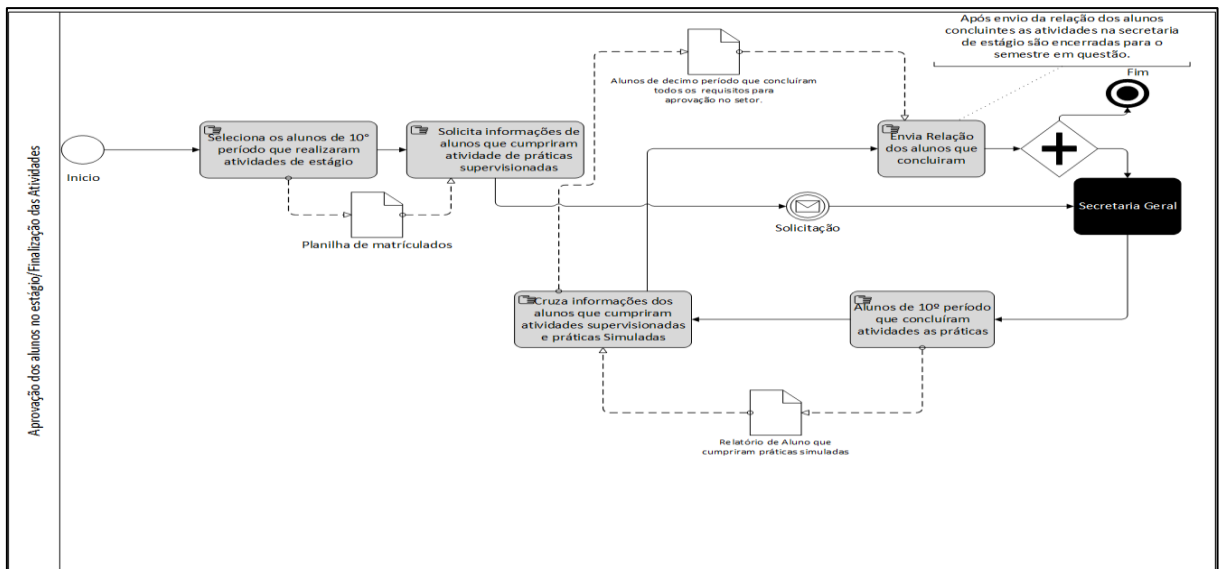 Aprovação dos alunos no estágio/Finalização das Atividades
Após envio da relação dos alunos
concluintes as atividades na secretaria
de estágio são encerradas para o
semestre em questão.
Fim
Alunos de decimo período que concluíram
todos os requisitos para
aprovação no setor.
Inicio
Seleciona os alunos de 10°
período que realizaram
atividades de estágio
Solicita informações de
alunos que cumpriram
atividade de práticas
supervisionadas
Envia Relação
dos alunos que
concluiram
Planilha de matrículados
Solicitação
Secretaria Geral
Cruza informações dos
alunos que cumpriram
atividades supervisionadas
e práticas Simuladas
Alunos de 10º período
que concluíram
atividades as práticas
Relatório de Aluno que
cumpriram práticas simuladas